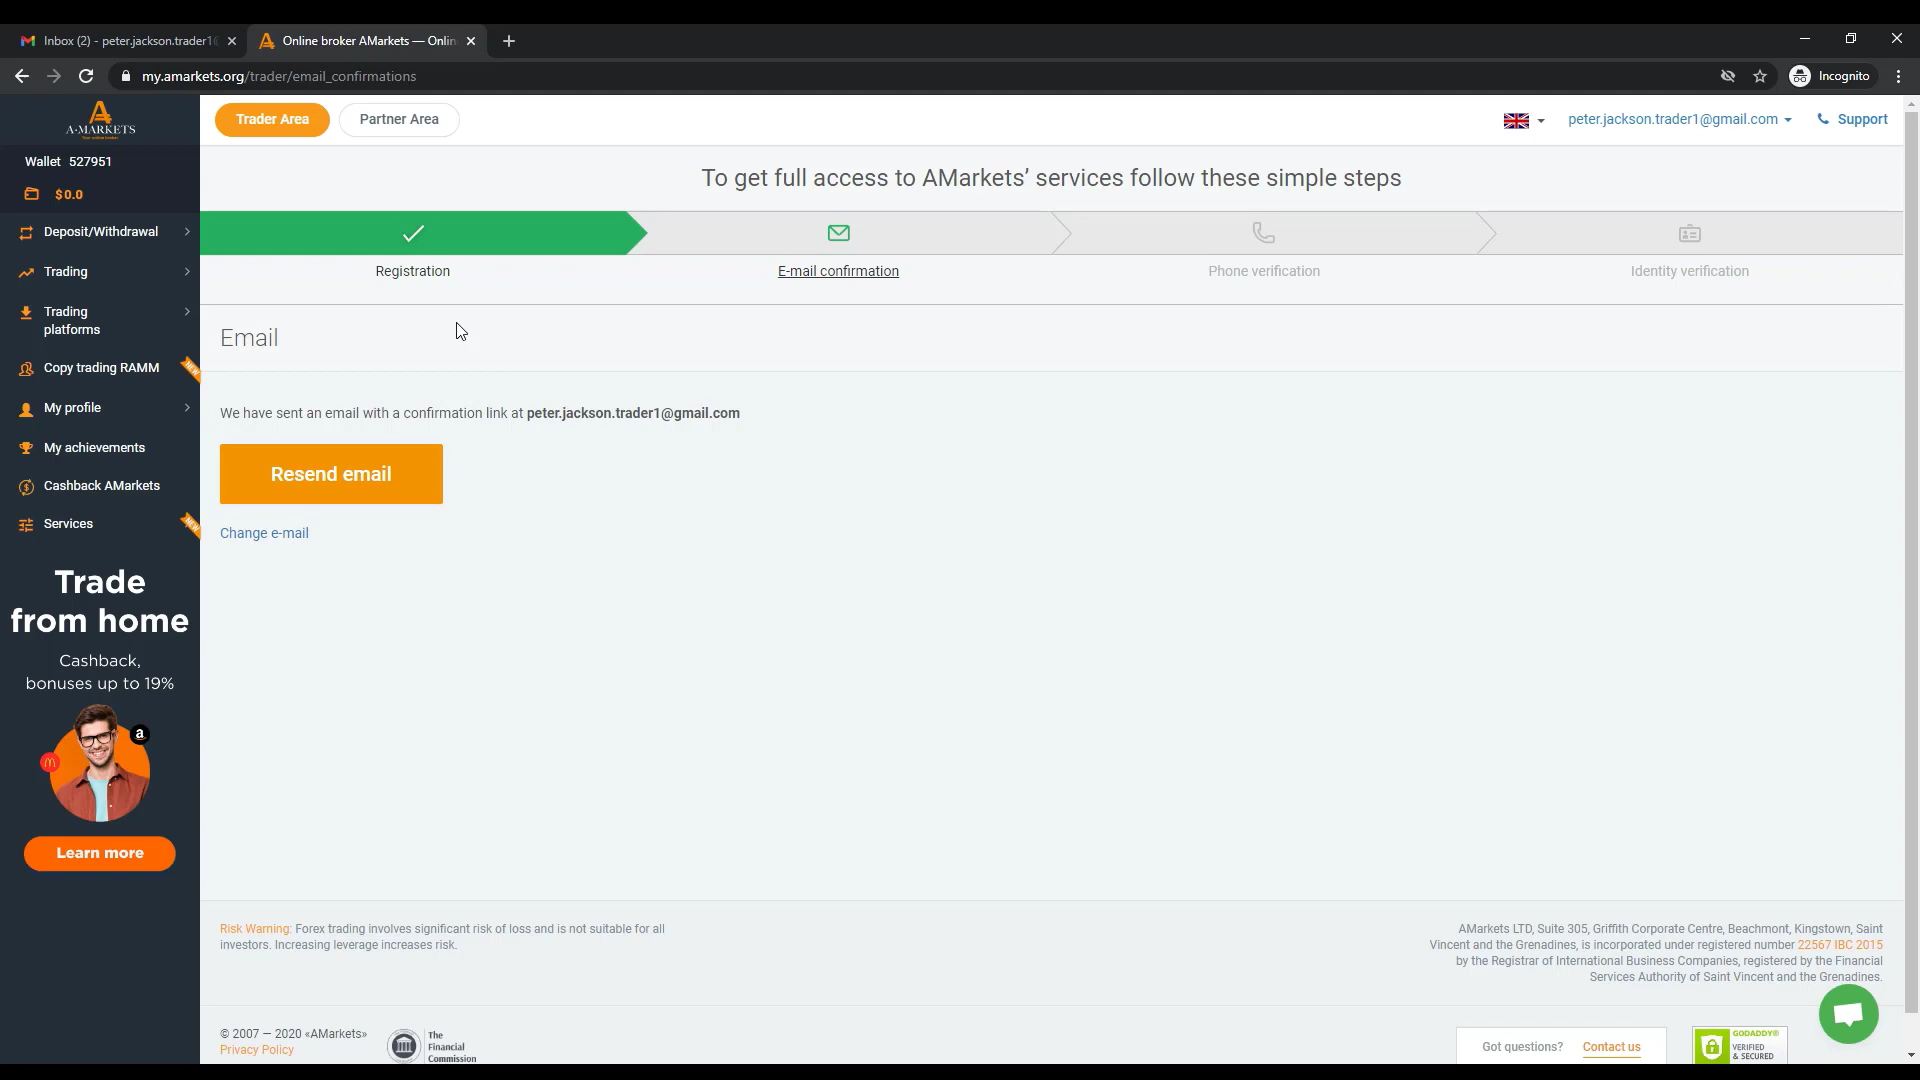 Inbox (2) - peter.jackson.trader1@
Online broker AMarkets — Onlin
my.amarkets.org/trader/email_confirmations
Incognito
A·MARKETS
Wallet 527951
$0.0
Deposit/Withdrawal
Trading
Trading
platforms
Copy trading RAMM
NEW
My profile
My achievements
Cashback AMarkets
Services
NEW
Trade
from home
Cashback,
bonuses up to 19%
a
Learn more
Trader Area
Partner Area
peter.jackson.trader1@gmail.com
Support
To get full access to AMarkets’ services follow these simple steps
Registration
E-mail confirmation
Phone verification
Identity verification
Email
We have sent an email with a confirmation link at peter.jackson.trader1@gmail.com
Resend email
Change e-mail
Risk Warning: Forex trading involves significant risk of loss and is not suitable for all
investors. Increasing leverage increases risk.
AMarkets LTD, Suite 305, Griffith Corporate Centre, Beachmont, Kingstown, Saint
Vincent and the Grenadines, is incorporated under registered number 22567 IBC 2015
by the Registrar of International Business Companies, registered by the Financial
Services Authority of Saint Vincent and the Grenadines.
© 2007 — 2020 «AMarkets»
Privacy Policy
The
Financial
Commission
Got questions? Contact us
GODADDY®
VERIFIED
& SECURED